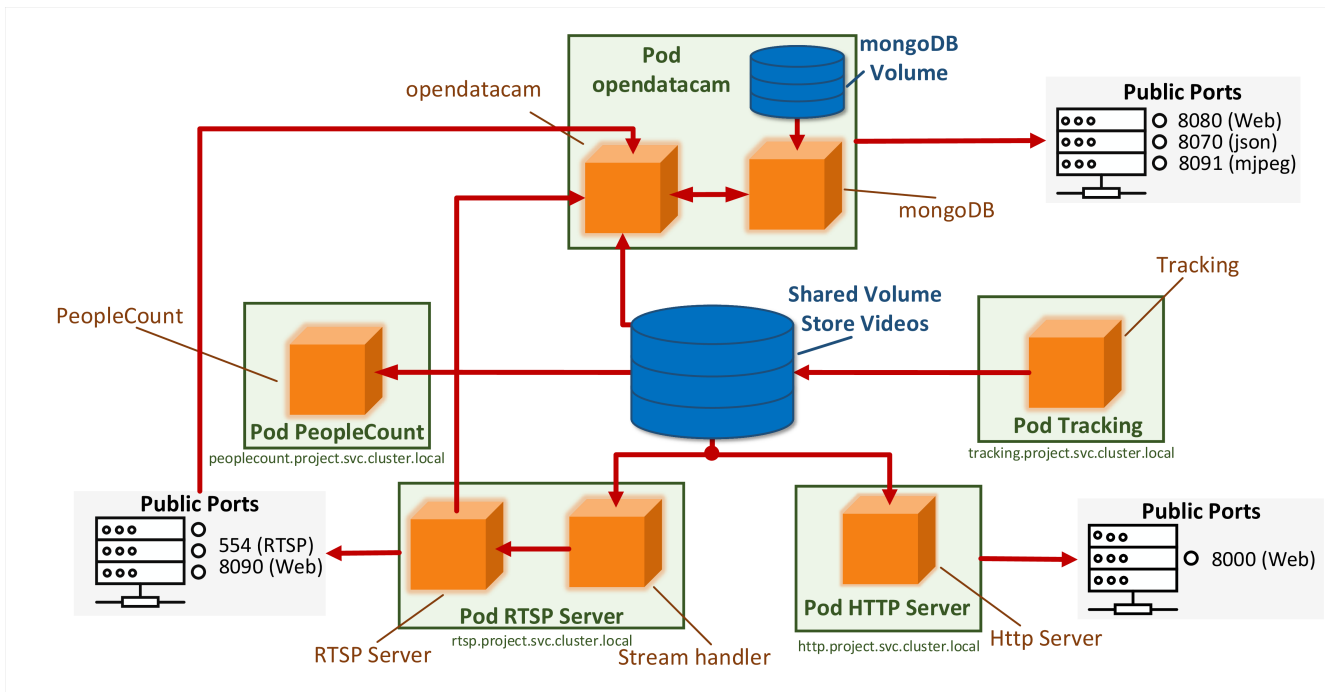 Pod
opendatacam
mongoDB
Volume
opendatacam
Public Ports
8080 (Web)
8070 (json)
8091 (mjpeg)
mongoDB
Tracking
Shared Volume
Store Videos
PeopleCount
Pod PeopleCount
peoplecount.project.svc.cluster.local
Pod Tracking
tracking.project.svc.cluster.local
Public Ports
554 (RTSP)
8090 (Web)
Pod RTSP Server
rtsp.project.svc.cluster.local
RTSP Server
Stream handler
Pod HTTP Server
http.project.svc.cluster.local
Http Server
Public Ports
8000 (Web)